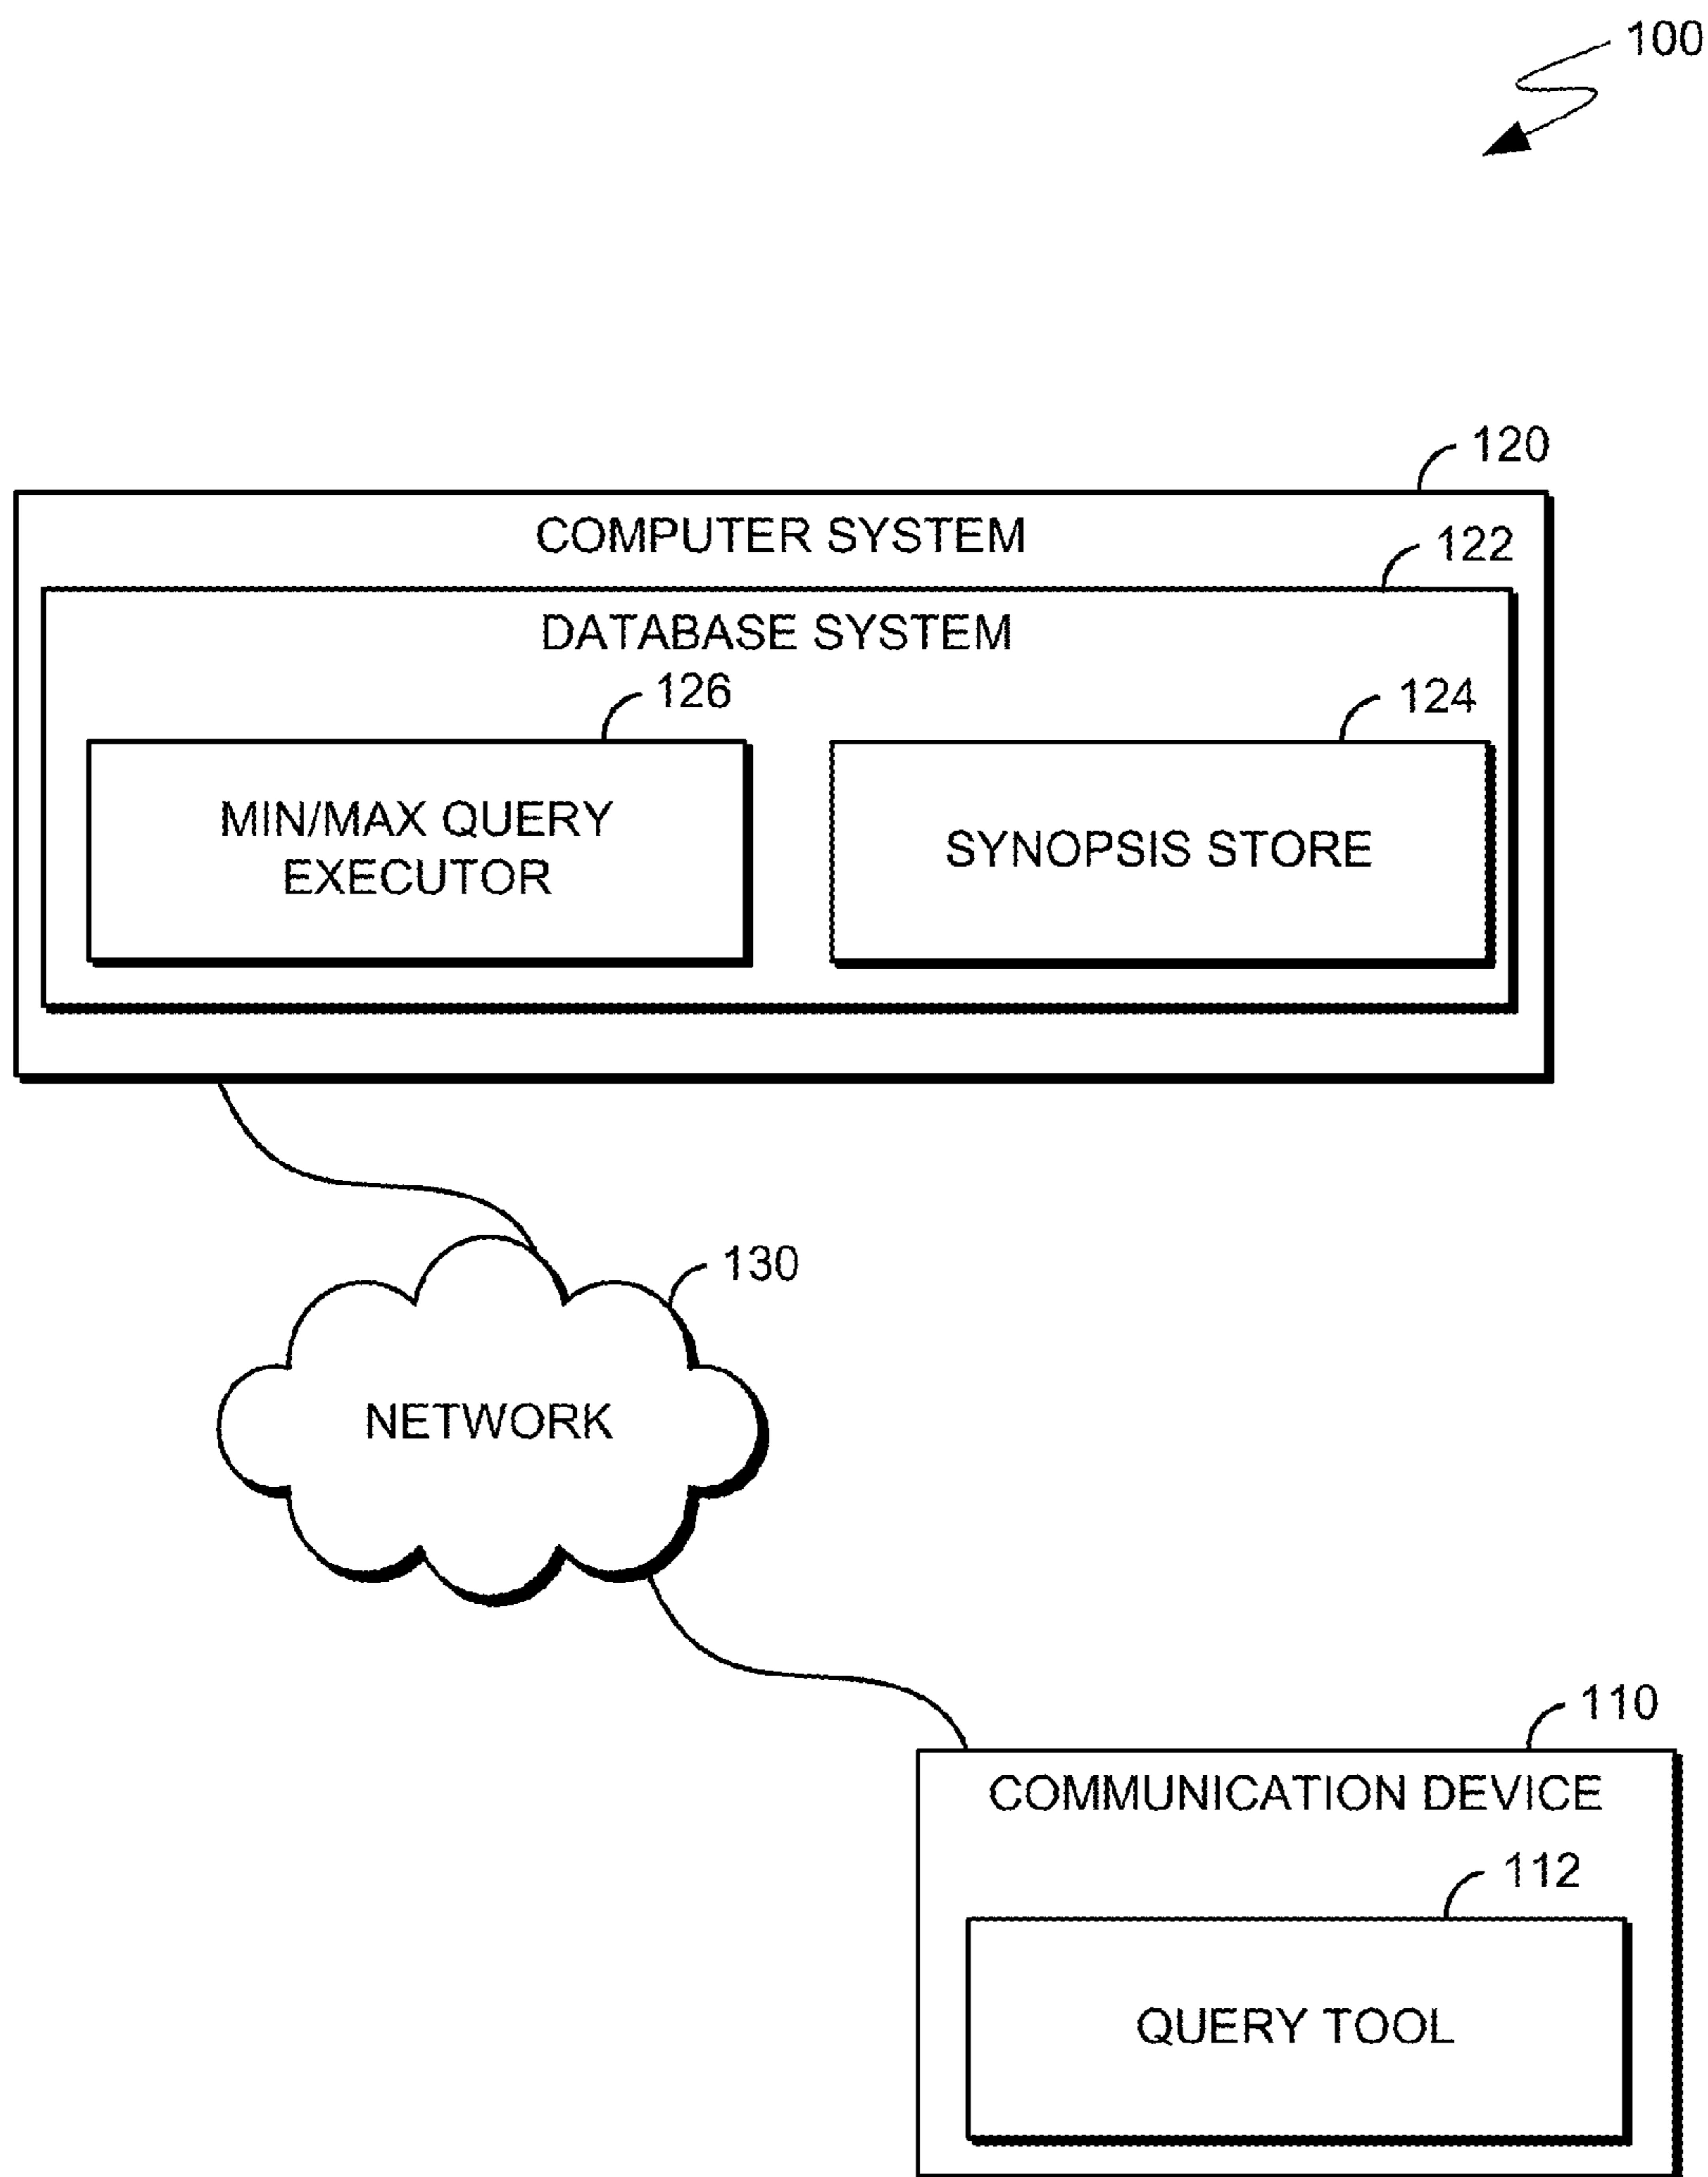 100
120
COMPUTER SYSTEM
122
DATABASE SYSTEM
126
124
MIN/MAX QUERY
EXECUTOR
SYNOPSIS STORE
130
NETWORK
110
COMMUNICATION DEVICE
112
QUERY TOOL